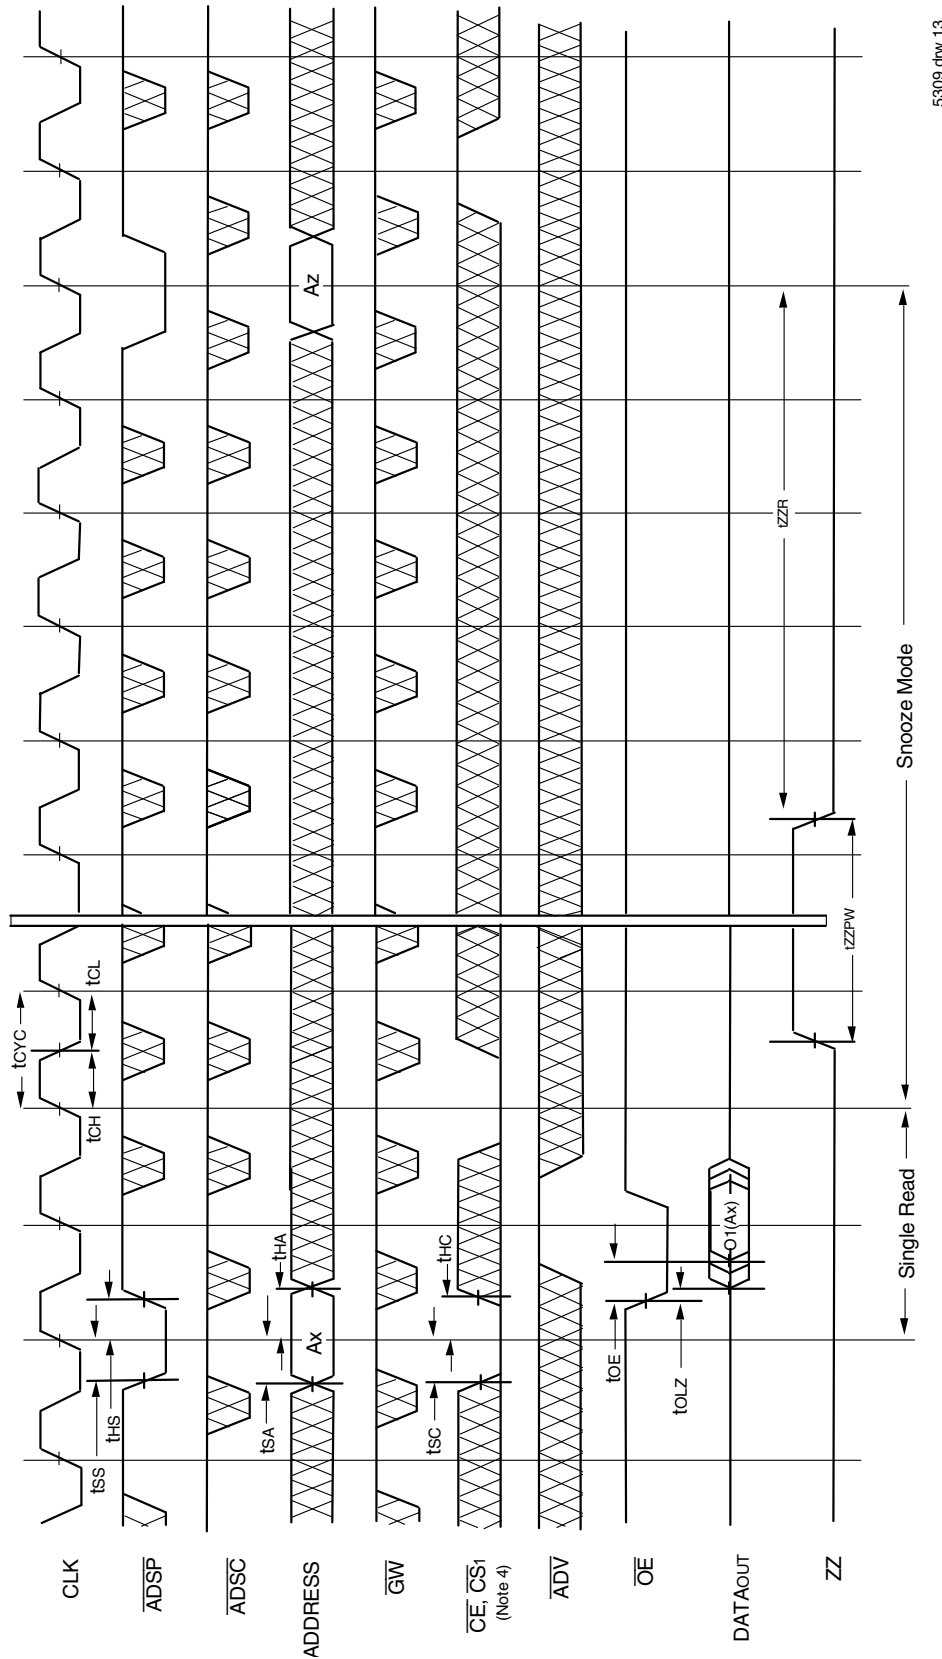 CLK
ADSP
ADSC
ADDRESS
GW
CE, CS1
(Note 4)
ADV
OE
DATAOUT
ZZ
tSS
tHS
tCH
tCYC
tCL
tSA
Ax
tHA
Az
tSC
tHC
tOE
tOLZ
O1(Ax)
tZZPW
tZZR
Single Read
Snooze Mode
5309 drw 13